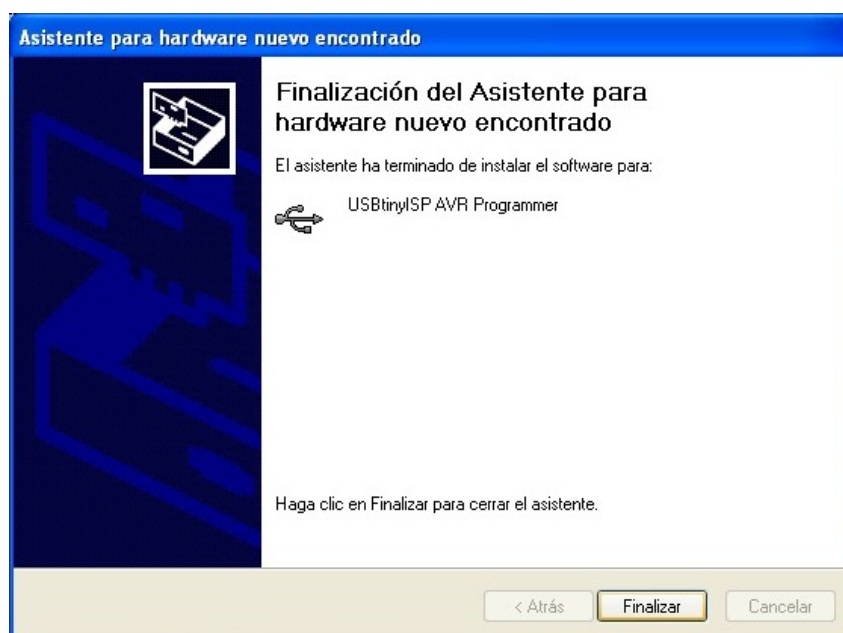 Asistente para hardware nuevo encontrado
Finalización del Asistente para
hardware nuevo encontrado
El asistente ha terminado de instalar el software para:
USBtinyISP AVR Programmer
Haga clic en Finalizar para cerrar el asistente.
< Atrás
Finalizar
Cancelar